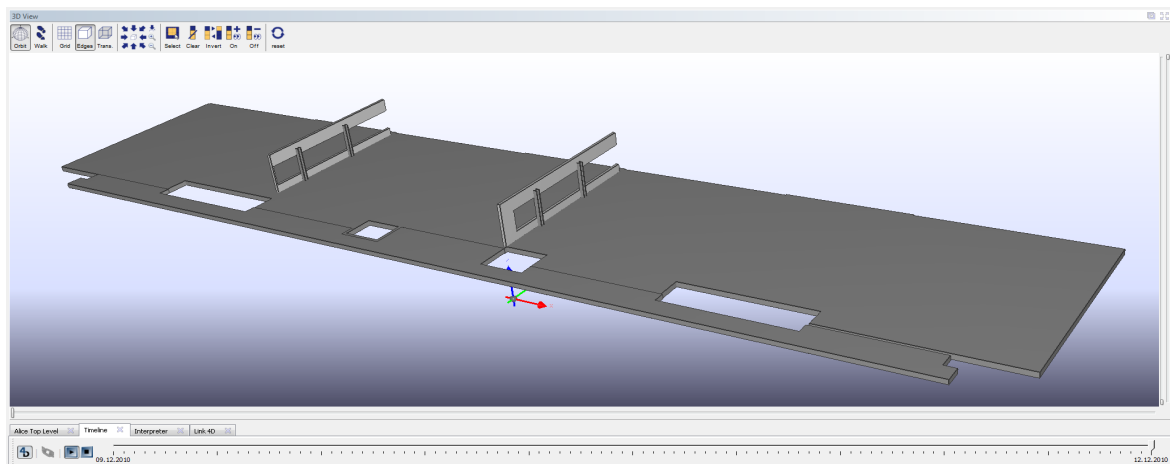 3D View
Orbit Walk Grid Edges Trans. Select Clear Invert On Off reset
Alice Top Level Timeline Interpreter Link 4D
09.12.2010 12.12.2010